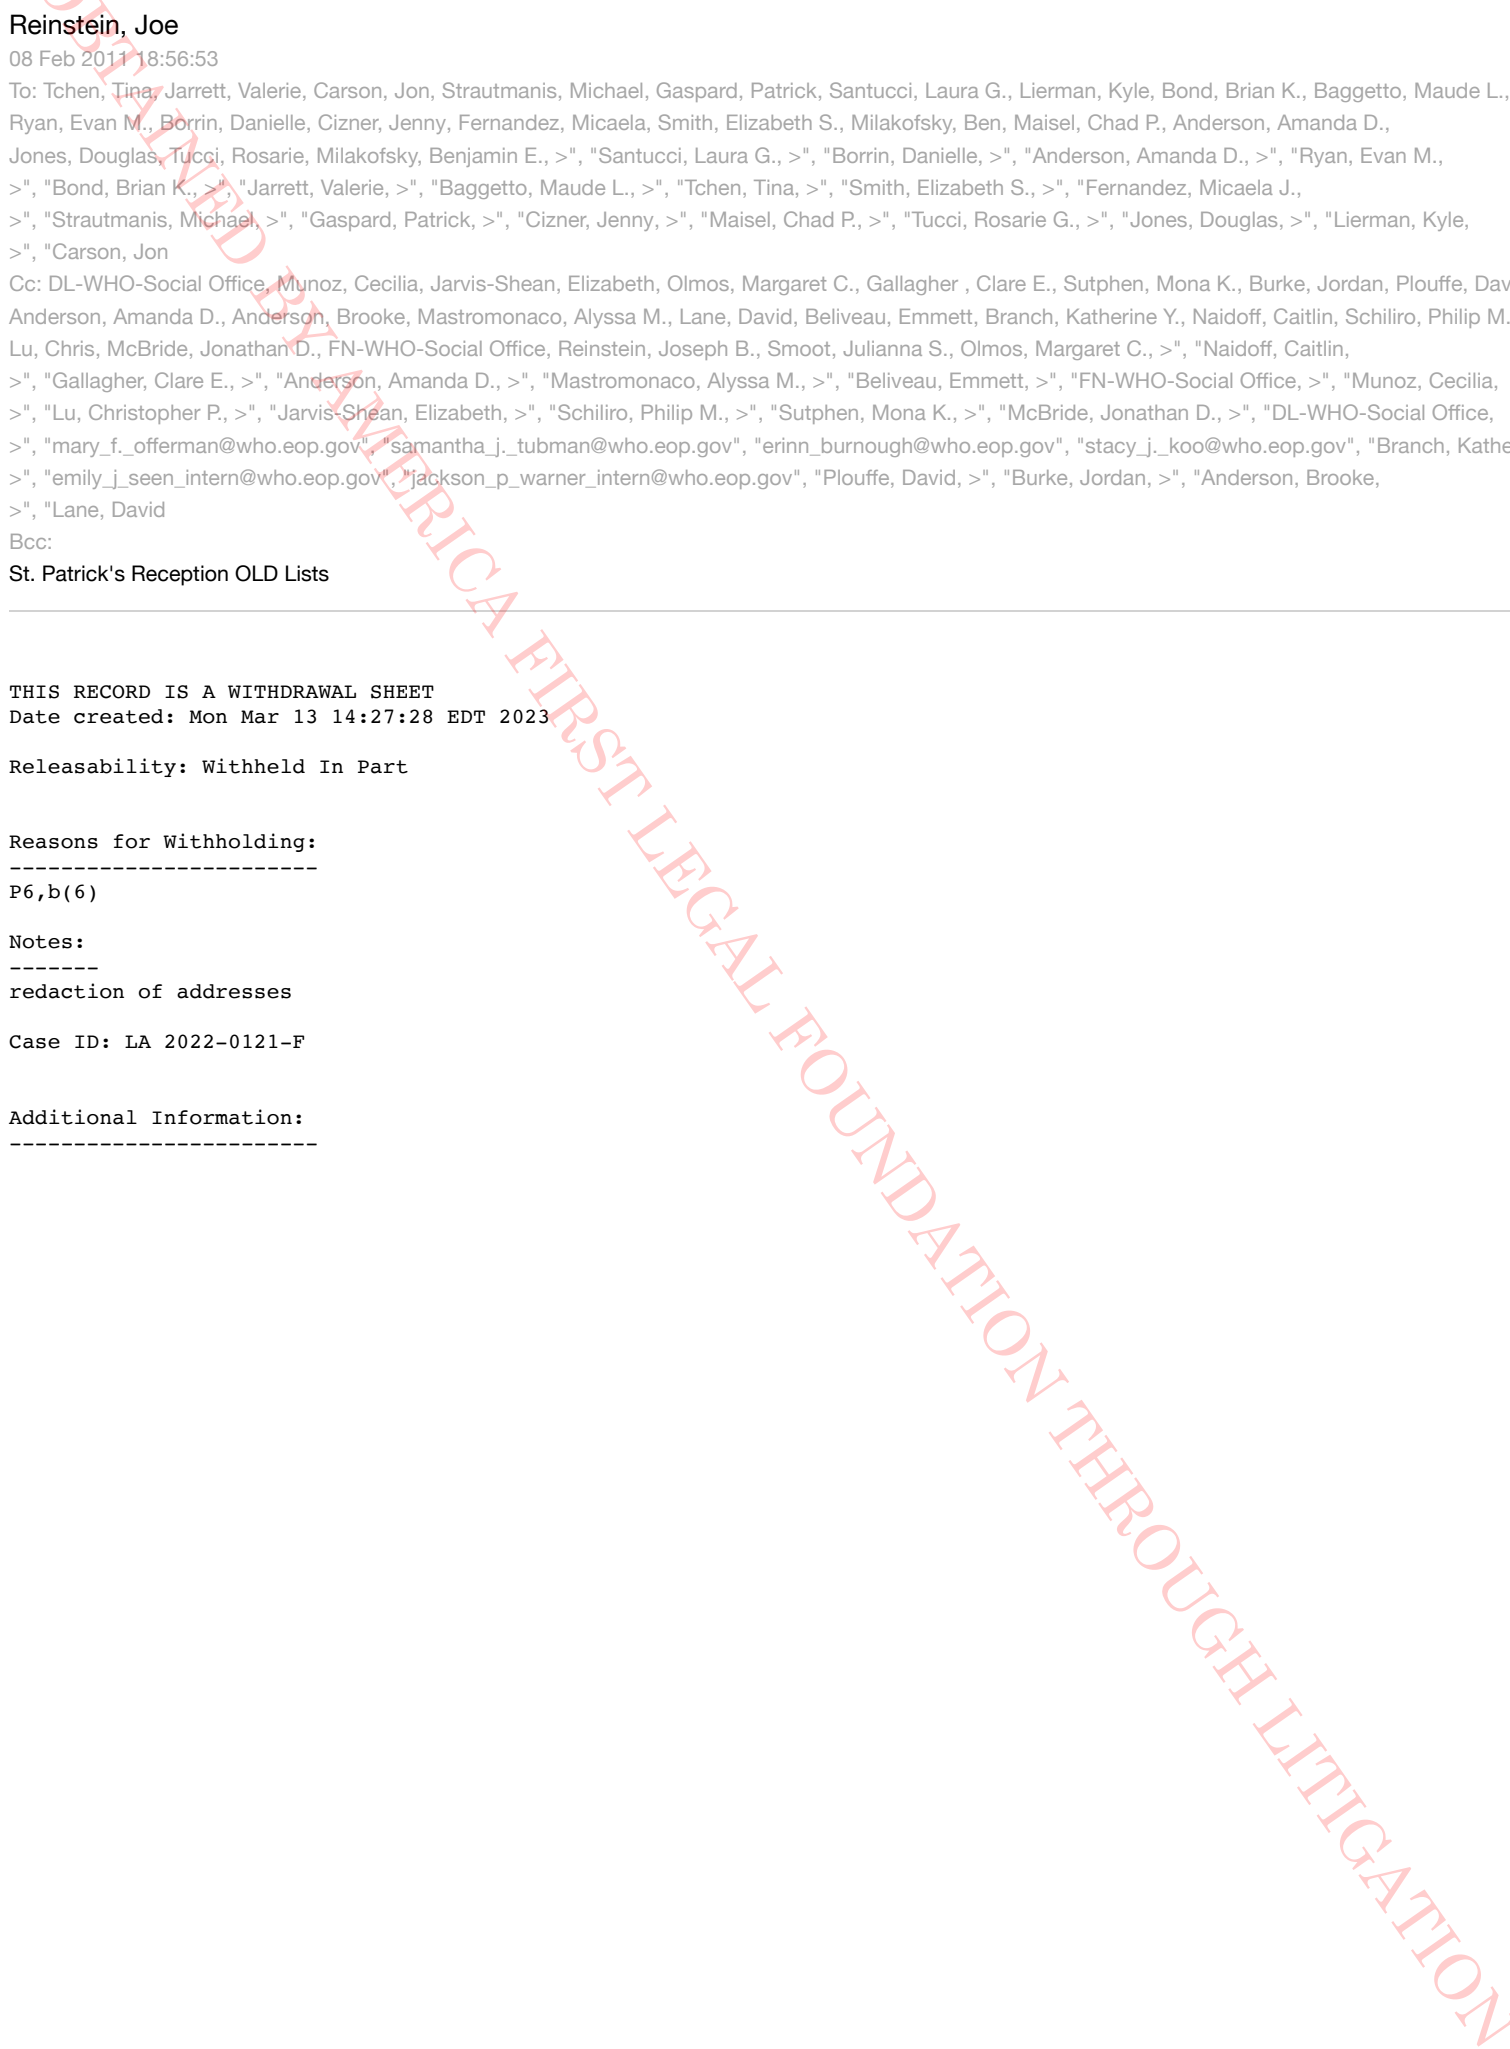 Reinstein, Joe
08 Feb 2011 18:56:53
To: Tchen, Tina, Jarrett, Valerie, Carson, Jon, Strautmanis, Michael, Gaspard, Patrick, Santucci, Laura G., Lierman, Kyle, Bond, Brian K., Baggetto, Maude L.,
Ryan, Evan M., Borrin, Danielle, Cizner, Jenny, Fernandez, Micaela, Smith, Elizabeth S., Milakofsky, Ben, Maisel, Chad P., Anderson, Amanda D.,
Jones, Douglas, Tucci, Rosarie, Milakofsky, Benjamin E., >", "Santucci, Laura G., >", "Borrin, Danielle, >", "Anderson, Amanda D., >", "Ryan, Evan M.,
>", "Bond, Brian K., >", "Jarrett, Valerie, >", "Baggetto, Maude L., >", "Tchen, Tina, >", "Smith, Elizabeth S., >", "Fernandez, Micaela J.,
>", "Strautmanis, Michael, >", "Gaspard, Patrick, >", "Cizner, Jenny, >", "Maisel, Chad P., >", "Tucci, Rosarie G., >", "Jones, Douglas, >", "Lierman, Kyle,
>", "Carson, Jon
Cc: DL-WHO-Social Office, Munoz, Cecilia, Jarvis-Shean, Elizabeth, Olmos, Margaret C., Gallagher , Clare E., Sutphen, Mona K., Burke, Jordan, Plouffe, Dav
Anderson, Amanda D., Anderson, Brooke, Mastromonaco, Alyssa M., Lane, David, Beliveau, Emmett, Branch, Katherine Y., Naidoff, Caitlin, Schiliro, Philip M.
Lu, Chris, McBride, Jonathan D., FN-WHO-Social Office, Reinstein, Joseph B., Smoot, Julianna S., Olmos, Margaret C., >", "Naidoff, Caitlin,
>", "Gallagher, Clare E., >", "Anderson, Amanda D., >", "Mastromonaco, Alyssa M., >", "Beliveau, Emmett, >", "FN-WHO-Social Office, >", "Munoz, Cecilia,
>", "Lu, Christopher P., >", "Jarvis-Shean, Elizabeth, >", "Schiliro, Philip M., >", "Sutphen, Mona K., >", "McBride, Jonathan D., >", "DL-WHO-Social Office,
>", "mary_f._offerman@who.eop.gov", "samantha_j._tubman@who.eop.gov", "erinn_burnough@who.eop.gov", "stacy_j._koo@who.eop.gov", "Branch, Kathe
>", "emily_j_seen_intern@who.eop.gov", "jackson_p_warner_intern@who.eop.gov", "Plouffe, David, >", "Burke, Jordan, >", "Anderson, Brooke,
>", "Lane, David
Bcc:
St. Patrick's Reception OLD Lists
THIS RECORD IS A WITHDRAWAL SHEET
Date created: Mon Mar 13 14:27:28 EDT 2023
Releasability: Withheld In Part
Reasons for Withholding:
------------------------
P6,b(6)
Notes:
-------
redaction of addresses
Case ID: LA 2022-0121-F
Additional Information:
------------------------
OBTAINED BY AMERICA FIRST LEGAL FOUNDATION THROUGH LITIGATION